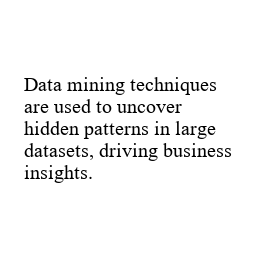 Data mining techniques
are used to uncover
hidden patterns in large
datasets, driving business
insights.